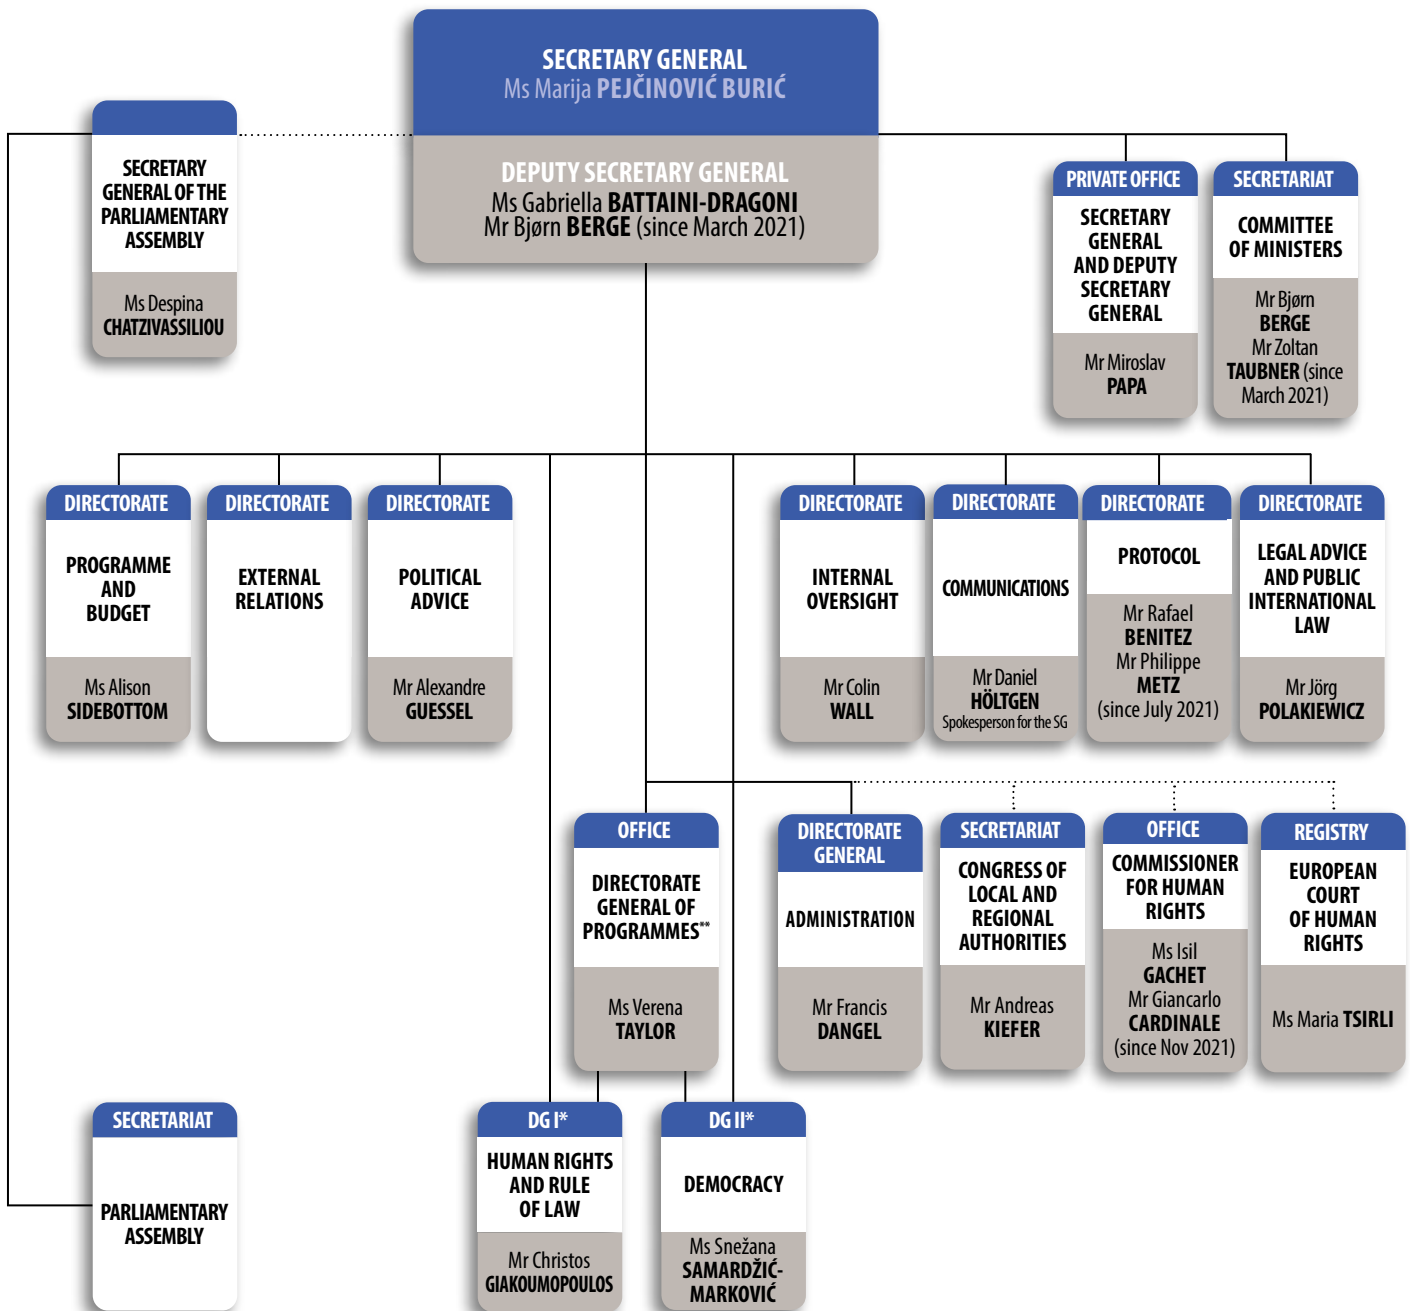 SECRETARY GENERAL
Ms Marija PEJČINOVIĆ BURIĆ
DEPUTY SECRETARY GENERAL
Ms Gabriella BATTAINI-DRAGONI
Mr Bjørn BERGE (since March 2021)
SECRETARY
GENERAL OF THE
PARLIAMENTARY
ASSEMBLY
Ms Despina
CHATZIVASSILIOU
PRIVATE OFFICE
SECRETARY
GENERAL
AND DEPUTY
SECRETARY
GENERAL
Mr Miroslav
PAPA
SECRETARIAT
COMMITTEE
OF MINISTERS
Mr Bjørn
BERGE
Mr Zoltan
TAUBNER (since
March 2021)
DIRECTORATE
PROGRAMME
AND
BUDGET
Ms Alison
SIDEBOTTOM
DIRECTORATE
EXTERNAL
RELATIONS
DIRECTORATE
POLITICAL
ADVICE
Mr Alexandre
GUESSEL
DIRECTORATE
INTERNAL
OVERSIGHT
Mr Colin
WALL
DIRECTORATE
COMMUNICATIONS
Mr Daniel
HÖLTGEN
Spokesperson for the SG
DIRECTORATE
PROTOCOL
Mr Rafael
BENITEZ
Mr Philippe
METZ
(since July 2021)
DIRECTORATE
LEGAL ADVICE
AND PUBLIC
INTERNATIONAL
LAW
Mr Jörg
POLAKIEWICZ
OFFICE
DIRECTORATE
GENERAL OF
PROGRAMMES**
Ms Verena
TAYLOR
DIRECTORATE
GENERAL
ADMINISTRATION
Mr Francis
DANGEL
SECRETARIAT
CONGRESS OF
LOCAL AND
REGIONAL
AUTHORITIES
Mr Andreas
KIEFER
OFFICE
COMMISSIONER
FOR HUMAN
RIGHTS
Ms Isil
GACHET
Mr Giancarlo
CARDINALE
(since Nov 2021)
REGISTRY
EUROPEAN
COURT
OF HUMAN
RIGHTS
Ms Maria TSIRLI
SECRETARIAT
PARLIAMENTARY
ASSEMBLY
DG I*
HUMAN RIGHTS
AND RULE
OF LAW
Mr Christos
GIAKOUMOPOULOS
DG II*
DEMOCRACY
Ms Snežana
SAMARDŽIĆ-
MARKOVIĆ